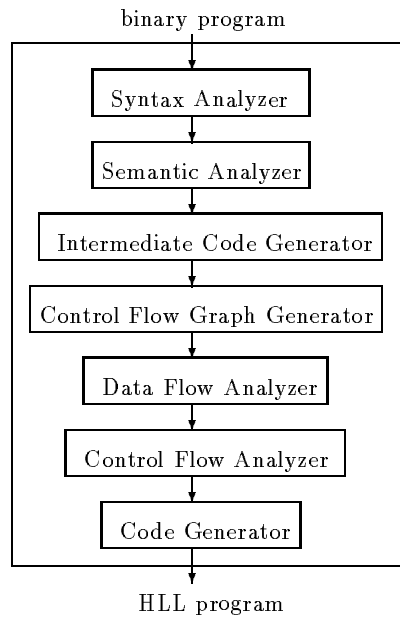 binary program
Syntax Analyzer
Semantic Analyzer
Intermediate Code Generator
Control Flow Graph Generator
Data Flow Analyzer
Control Flow Analyzer
Code Generator
HLL program